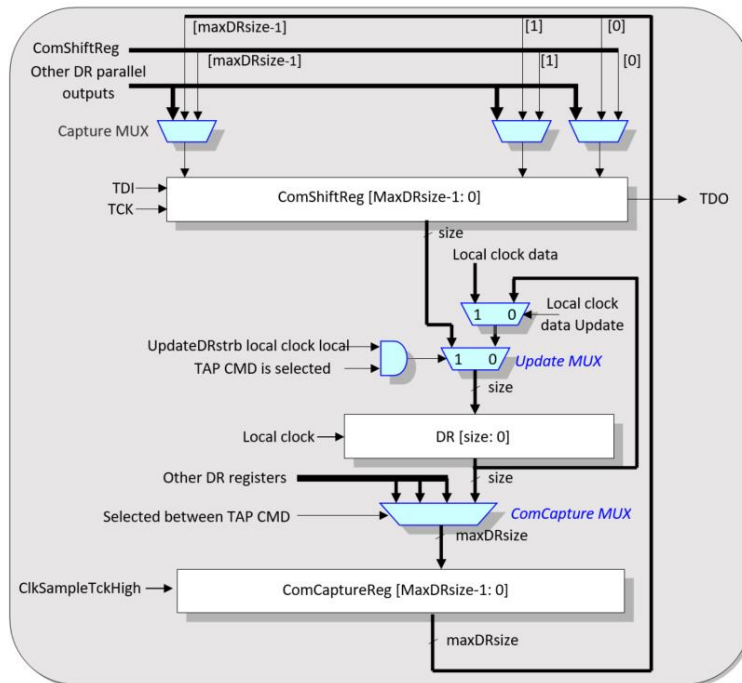 [maxDRsize-1]
[1]
[0]
ComShiftReg
[maxDRsize-1]
[1]
[0]
Other DR parallel
outputs
Capture MUX
TDI
TCK
ComShiftReg [MaxDRsize-1: 0]
TDO
size
Local clock data
1 0
Local clock
data Update
UpdateDRstrb local clock local
TAP CMD is selected
1 0
Update MUX
size
Local clock
DR [size: 0]
Other DR registers
size
Selected between TAP CMD
ComCapture MUX
maxDRsize
ClkSampleTckHigh
ComCaptureReg [MaxDRsize-1: 0]
maxDRsize